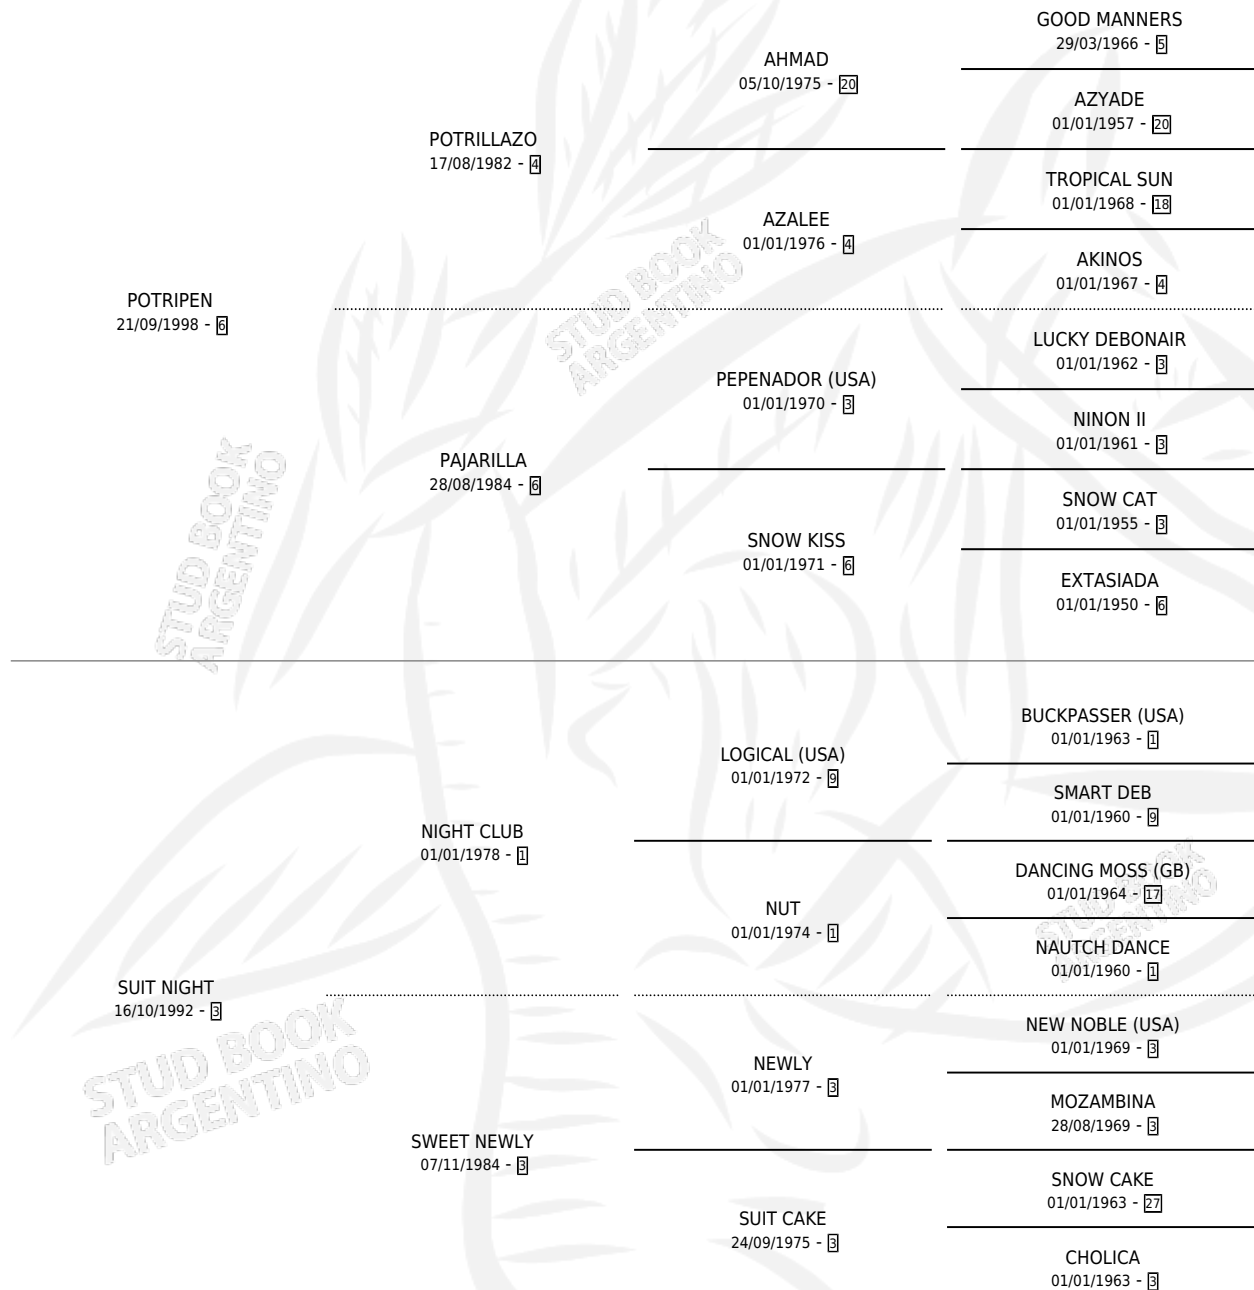 GOOD MANNERS
29/03/1966 - 5
AHMAD
05/10/1975 - 20
AZYADE
01/01/1957 - 20
POTRILLAZO
17/08/1982 - 4
TROPICAL SUN
01/01/1968 - 18
AZALEE
01/01/1976 - 4
AKINOS
01/01/1967 - 4
POTRIPEN
21/09/1998 - 6
STUD BOOK
ARGENTINO
LUCKY DEBONAIR
01/01/1962 - 3
PEPENADOR (USA)
01/01/1970 - 3
NINON II
01/01/1961 - 3
PAJARILLA
28/08/1984 - 6
SNOW CAT
01/01/1955 - 3
SNOW KISS
01/01/1971 - 6
EXTASIADA
01/01/1950 - 6
STUD BOOK
ARGENTINO
BUCKPASSER (USA)
01/01/1963 - 1
LOGICAL (USA)
01/01/1972 - 9
SMART DEB
01/01/1960 - 9
NIGHT CLUB
01/01/1978 - 1
DANCING MOSS (GB)
01/01/1964 - 17
NUT
01/01/1974 - 1
STUD BOOK
ARGENTINO
NAUTCH DANCE
01/01/1960 - 1
SUIT NIGHT
16/10/1992 - 3
STUD BOOK
ARGENTINO
NEW NOBLE (USA)
01/01/1969 - 3
NEWLY
01/01/1977 - 3
MOZAMBINA
28/08/1969 - 3
SWEET NEWLY
07/11/1984 - 3
SNOW CAKE
01/01/1963 - 27
SUIT CAKE
24/09/1975 - 3
CHOLICA
01/01/1963 - 3